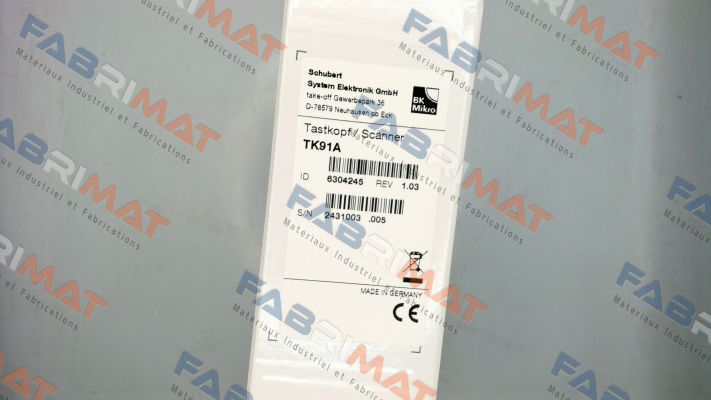 Schubert
System Elektronik GmbH
take-off Gewerbepark 36
D-78579 Neuhausen ob Eck
BK
Mikro
Tastkopf / Scanner
TK91A
ID 6304245 REV 1.03
S/N 2431003 .005
MADE IN GERMANY
CE
FABRIMAT
Matériaux Industriel et Fabrications